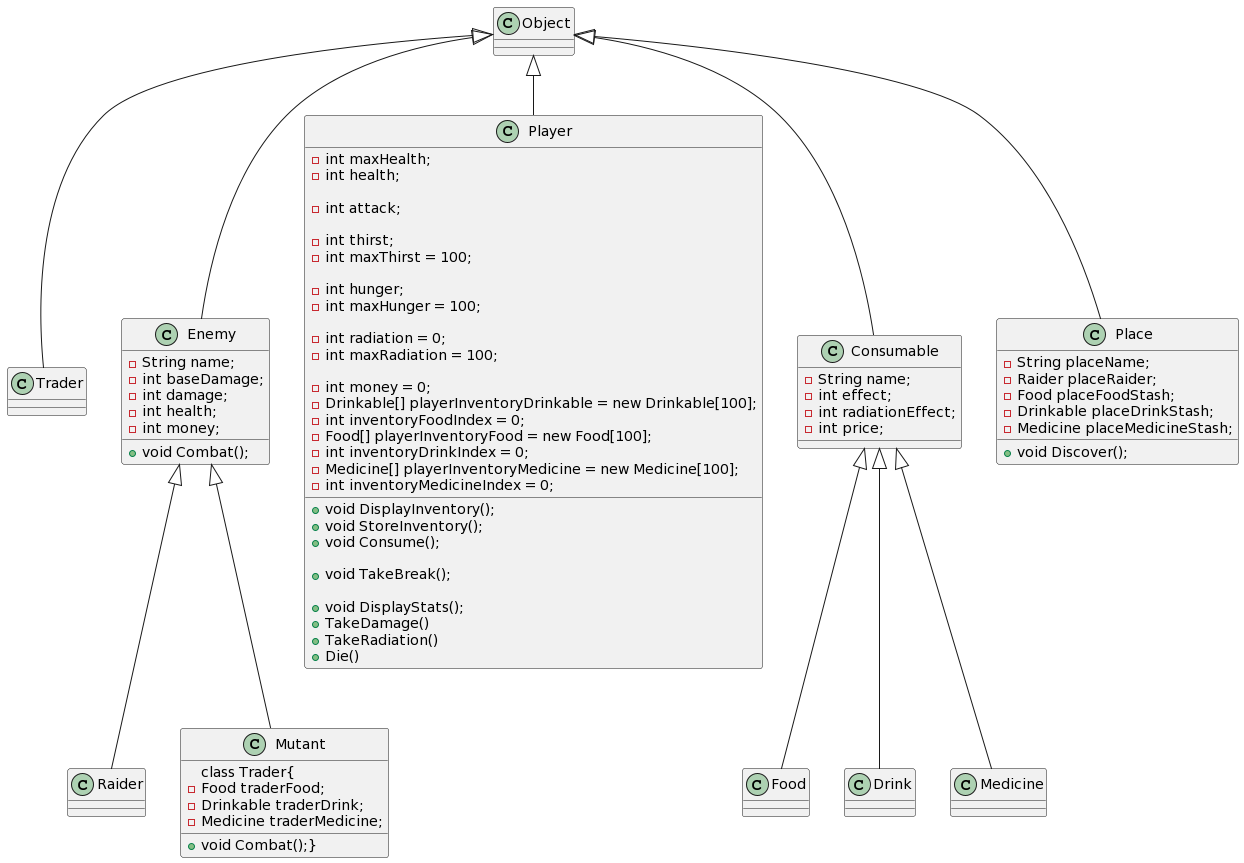 C Object
C Player
int maxHealth;
int health;
int attack;
int thirst;
int maxThirst = 100;
int hunger;
int maxHunger = 100;
int radiation = 0;
int maxRadiation = 100;
int money = 0;
Drinkable[] playerInventoryDrinkable = new Drinkable[100];
int inventoryFoodIndex = 0;
Food[] playerInventoryFood = new Food[100];
int inventoryDrinkIndex = 0;
Medicine[] playerInventoryMedicine = new Medicine[100];
int inventoryMedicineIndex = 0;
void DisplayInventory();
void StoreInventory();
void Consume();
void TakeBreak();
void DisplayStats();
TakeDamage()
TakeRadiation()
Die()
C Trader
C Enemy
String name;
int baseDamage;
int damage;
int health;
int money;
void Combat();
C Consumable
String name;
int effect;
int radiationEffect;
int price;
C Place
String placeName;
Raider placeRaider;
Food placeFoodStash;
Drinkable placeDrinkStash;
Medicine placeMedicineStash;
void Discover();
C Raider
C Mutant
class Trader{
Food traderFood;
Drinkable traderDrink;
Medicine traderMedicine;
void Combat();}
C Food
C Drink
C Medicine